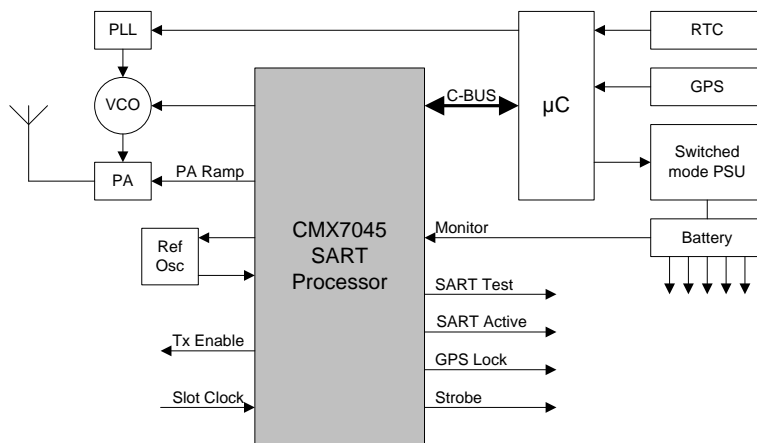 PLL
RTC
VCO
C-BUS
µC
GPS
PA
PA Ramp
Switched
mode PSU
CMX7045
SART
Processor
Ref
Osc
Monitor
Battery
SART Test
SART Active
Tx Enable
GPS Lock
Slot Clock
Strobe